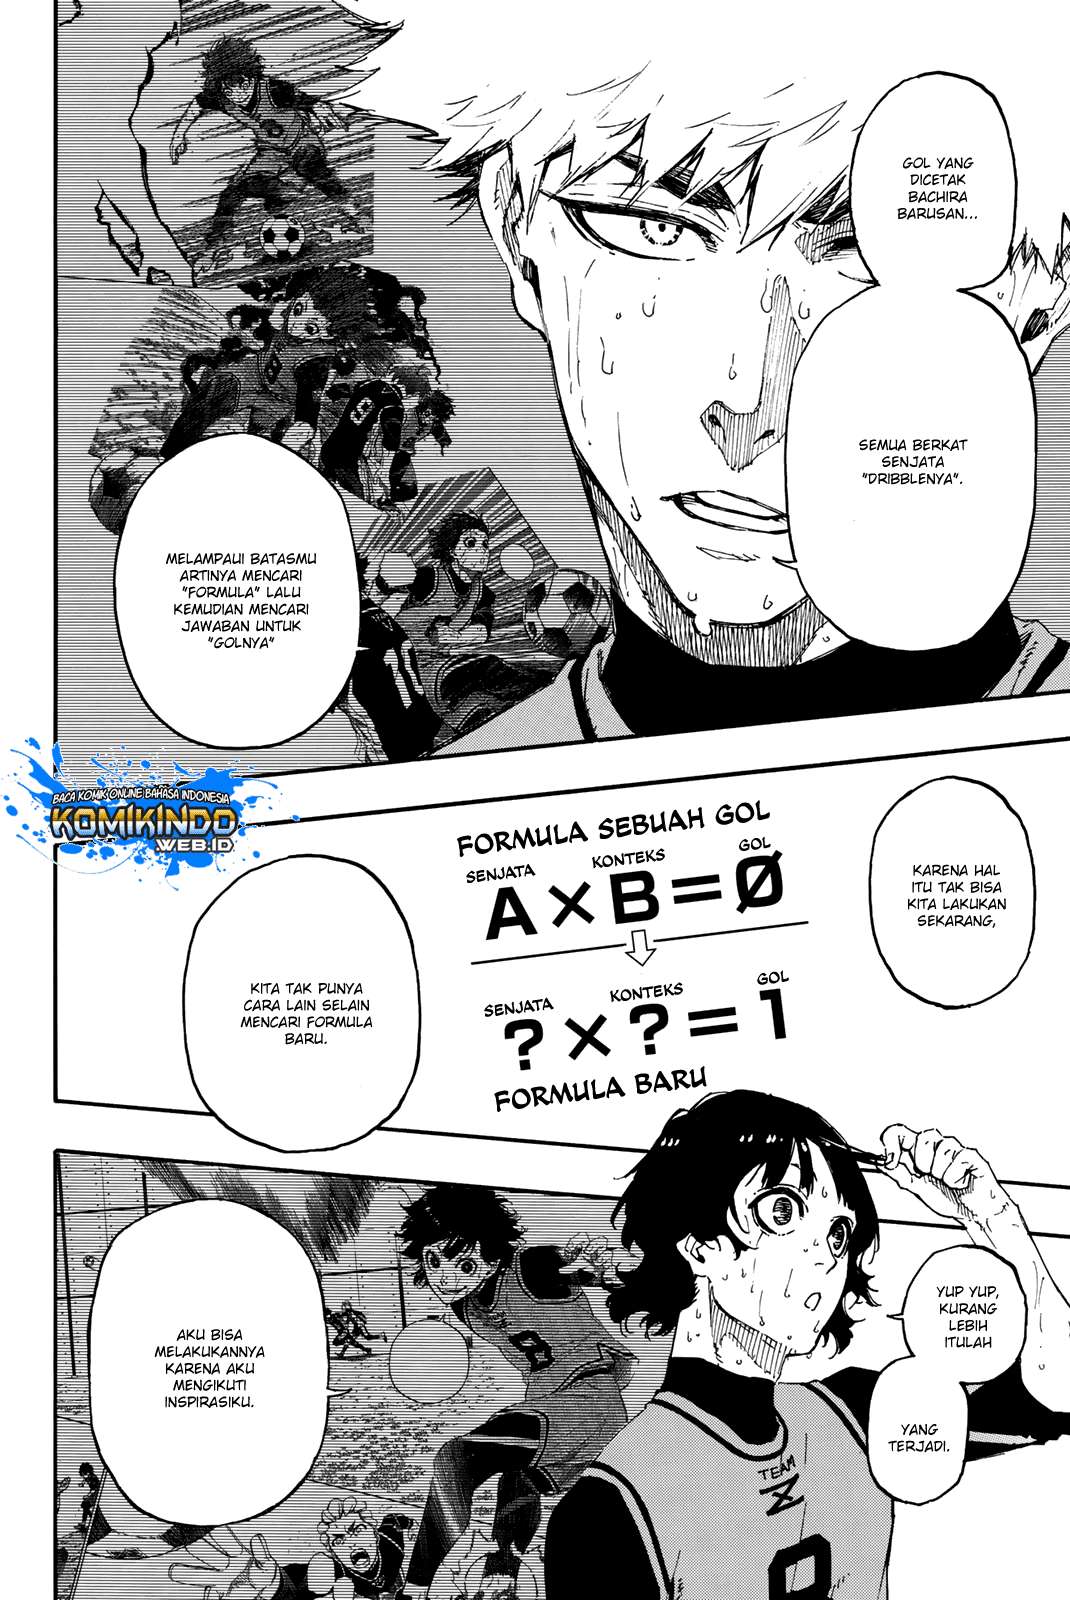 GOL YANG
DICETAK
BACHIRA
BARUSAN...
SEMUA BERKAT
SENJATA
"DRIBBLENYA".
MELAMPAUI BATASMU
ARTINYA MENCARI
"FORMULA" LALU
KEMUDIAN MENCARI
JAWABAN UNTUK
"GOLNYA"
BACA KOMIK ONLINE BAHASA INDONESIA
KOMIKINDO
.WEB.ID
FORMULA SEBUAH GOL
SENJATA KONTEKS GOL
A×B=Ø
SENJATA KONTEKS GOL
?×?=1
FORMULA BARU
KARENA HAL
ITU TAK BISA
KITA LAKUKAN
SEKARANG,
KITA TAK PUNYA
CARA LAIN SELAIN
MENCARI FORMULA
BARU.
YUP YUP,
KURANG
LEBIH
ITULAH
YANG
TERJADI.
AKU BISA
MELAKUKANNYA
KARENA AKU
MENGIKUTI
INSPIRASIKU.
TEAM
Z
8
8